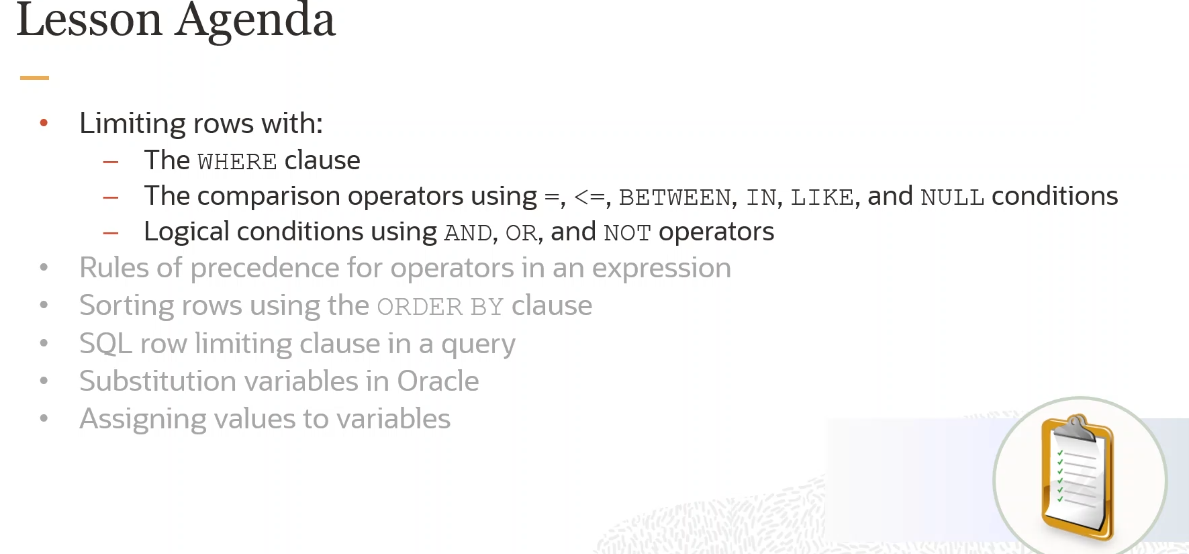 Lesson Agenda
• Limiting rows with:
– The WHERE clause
– The comparison operators using =, <=, BETWEEN, IN, LIKE, and NULL conditions
– Logical conditions using AND, OR, and NOT operators
• Rules of precedence for operators in an expression
• Sorting rows using the ORDER BY clause
• SQL row limiting clause in a query
• Substitution variables in Oracle
• Assigning values to variables